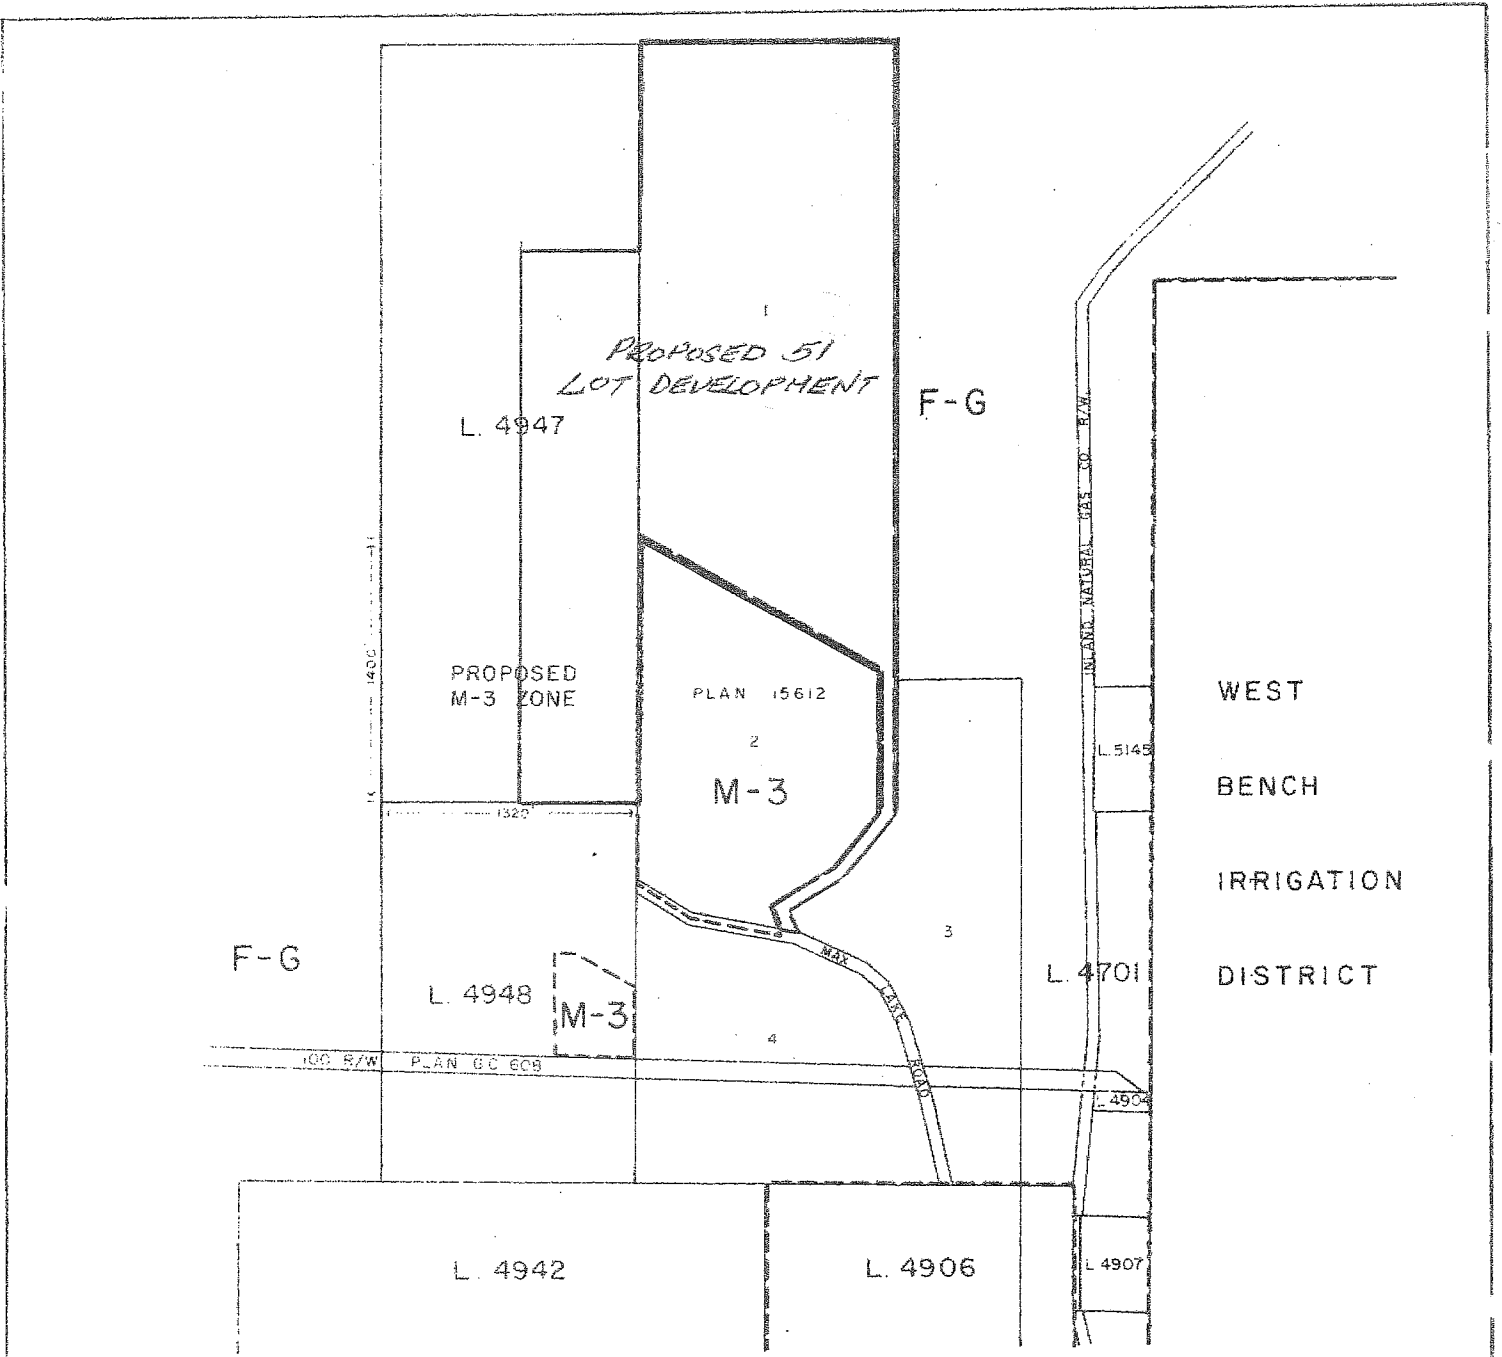 1
PROPOSED 51
LOT DEVELOPMENT
F-G
L. 4947
INLAND NATURAL GAS CO R/W
1400'
PROPOSED
M-3 ZONE
PLAN 15612
2
M-3
1320'
L. 5145
WEST
BENCH
IRRIGATION
DISTRICT
3
F-G
L. 4948
M-3
MAX LAKE ROAD
L. 4701
4
100 R/W PLAN GC 609
L. 4904
L. 4942
L. 4906
L. 4907